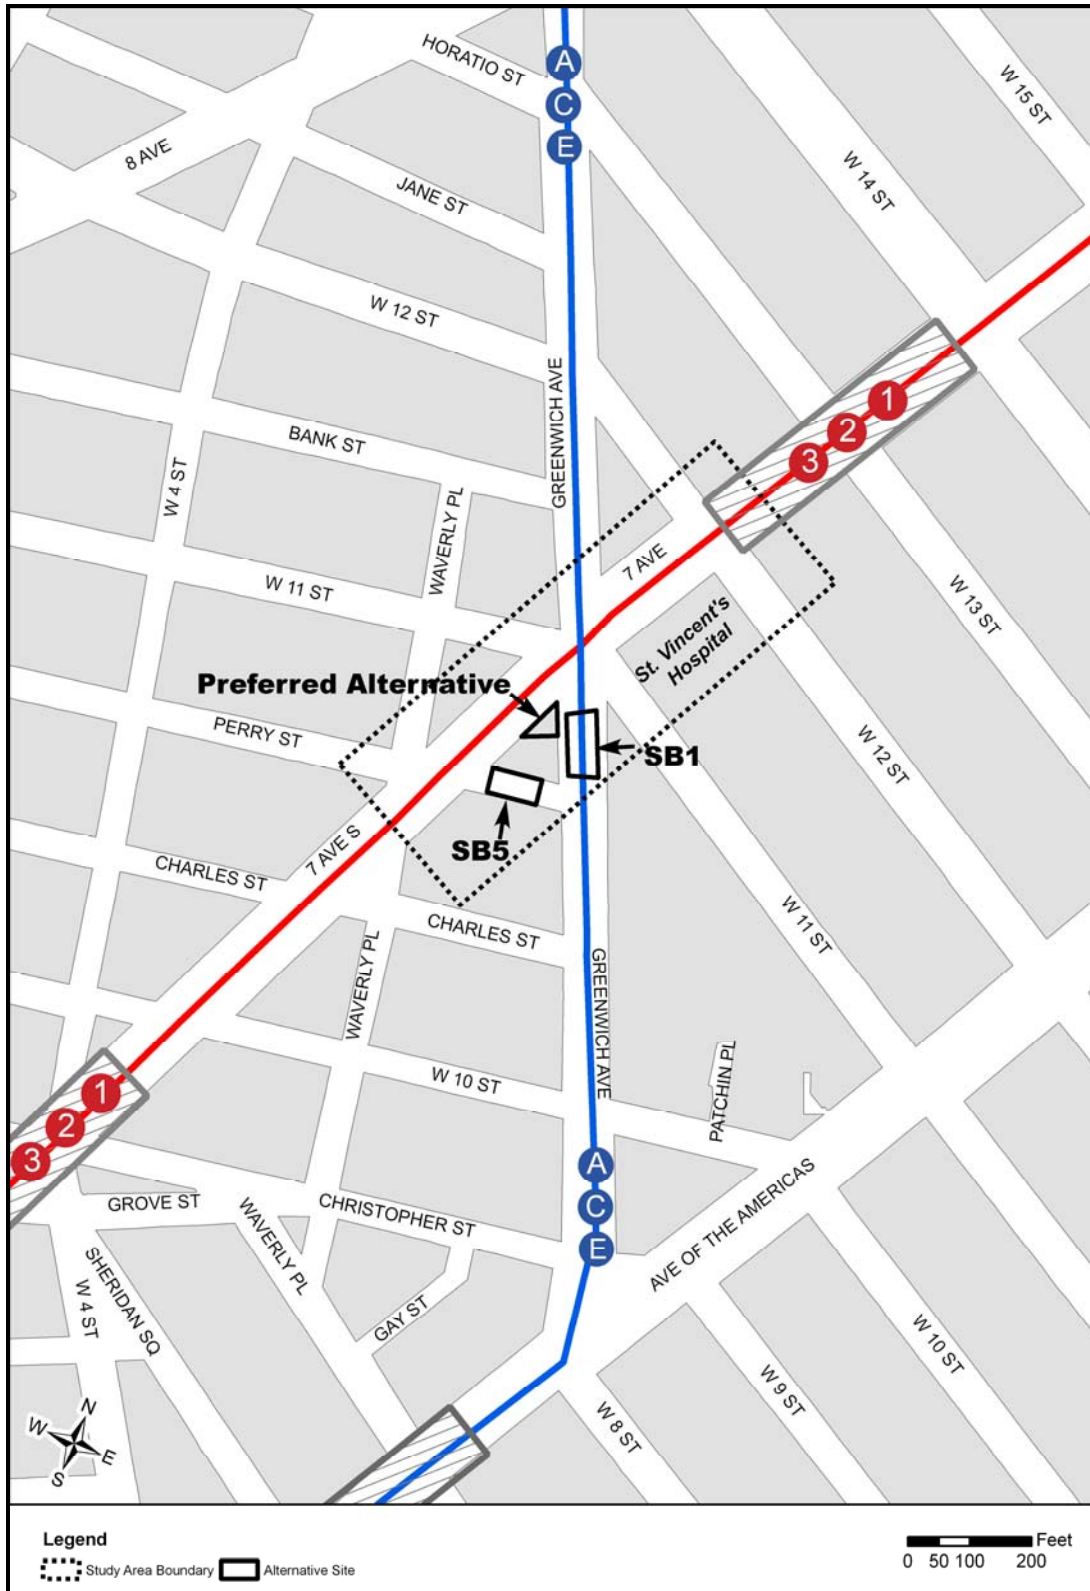 HORATIO ST
A
C
E
W 15 ST
8 AVE
W 14 ST
JANE ST
W 12 ST
GREENWICH AVE
1
2
3
BANK ST
W 4 ST
WAVERLY PL
7 AVE
W 11 ST
W 13 ST
St. Vincent's
Hospital
Preferred Alternative
PERRY ST
SB1
W 12 ST
SB5
7 AVE S
CHARLES ST
CHARLES ST
W 11 ST
WAVERLY PL
GREENWICH AVE
W 10 ST
PATCHIN PL
1
2
3
A
C
E
GROVE ST
CHRISTOPHER ST
WAVERLY PL
AVE OF THE AMERICAS
SHERIDAN SQ
W 4 ST
GAY ST
W 10 ST
W 9 ST
W 8 ST
N
W
E
S
Legend
Study Area Boundary
Alternative Site
Feet
0 50 100 200